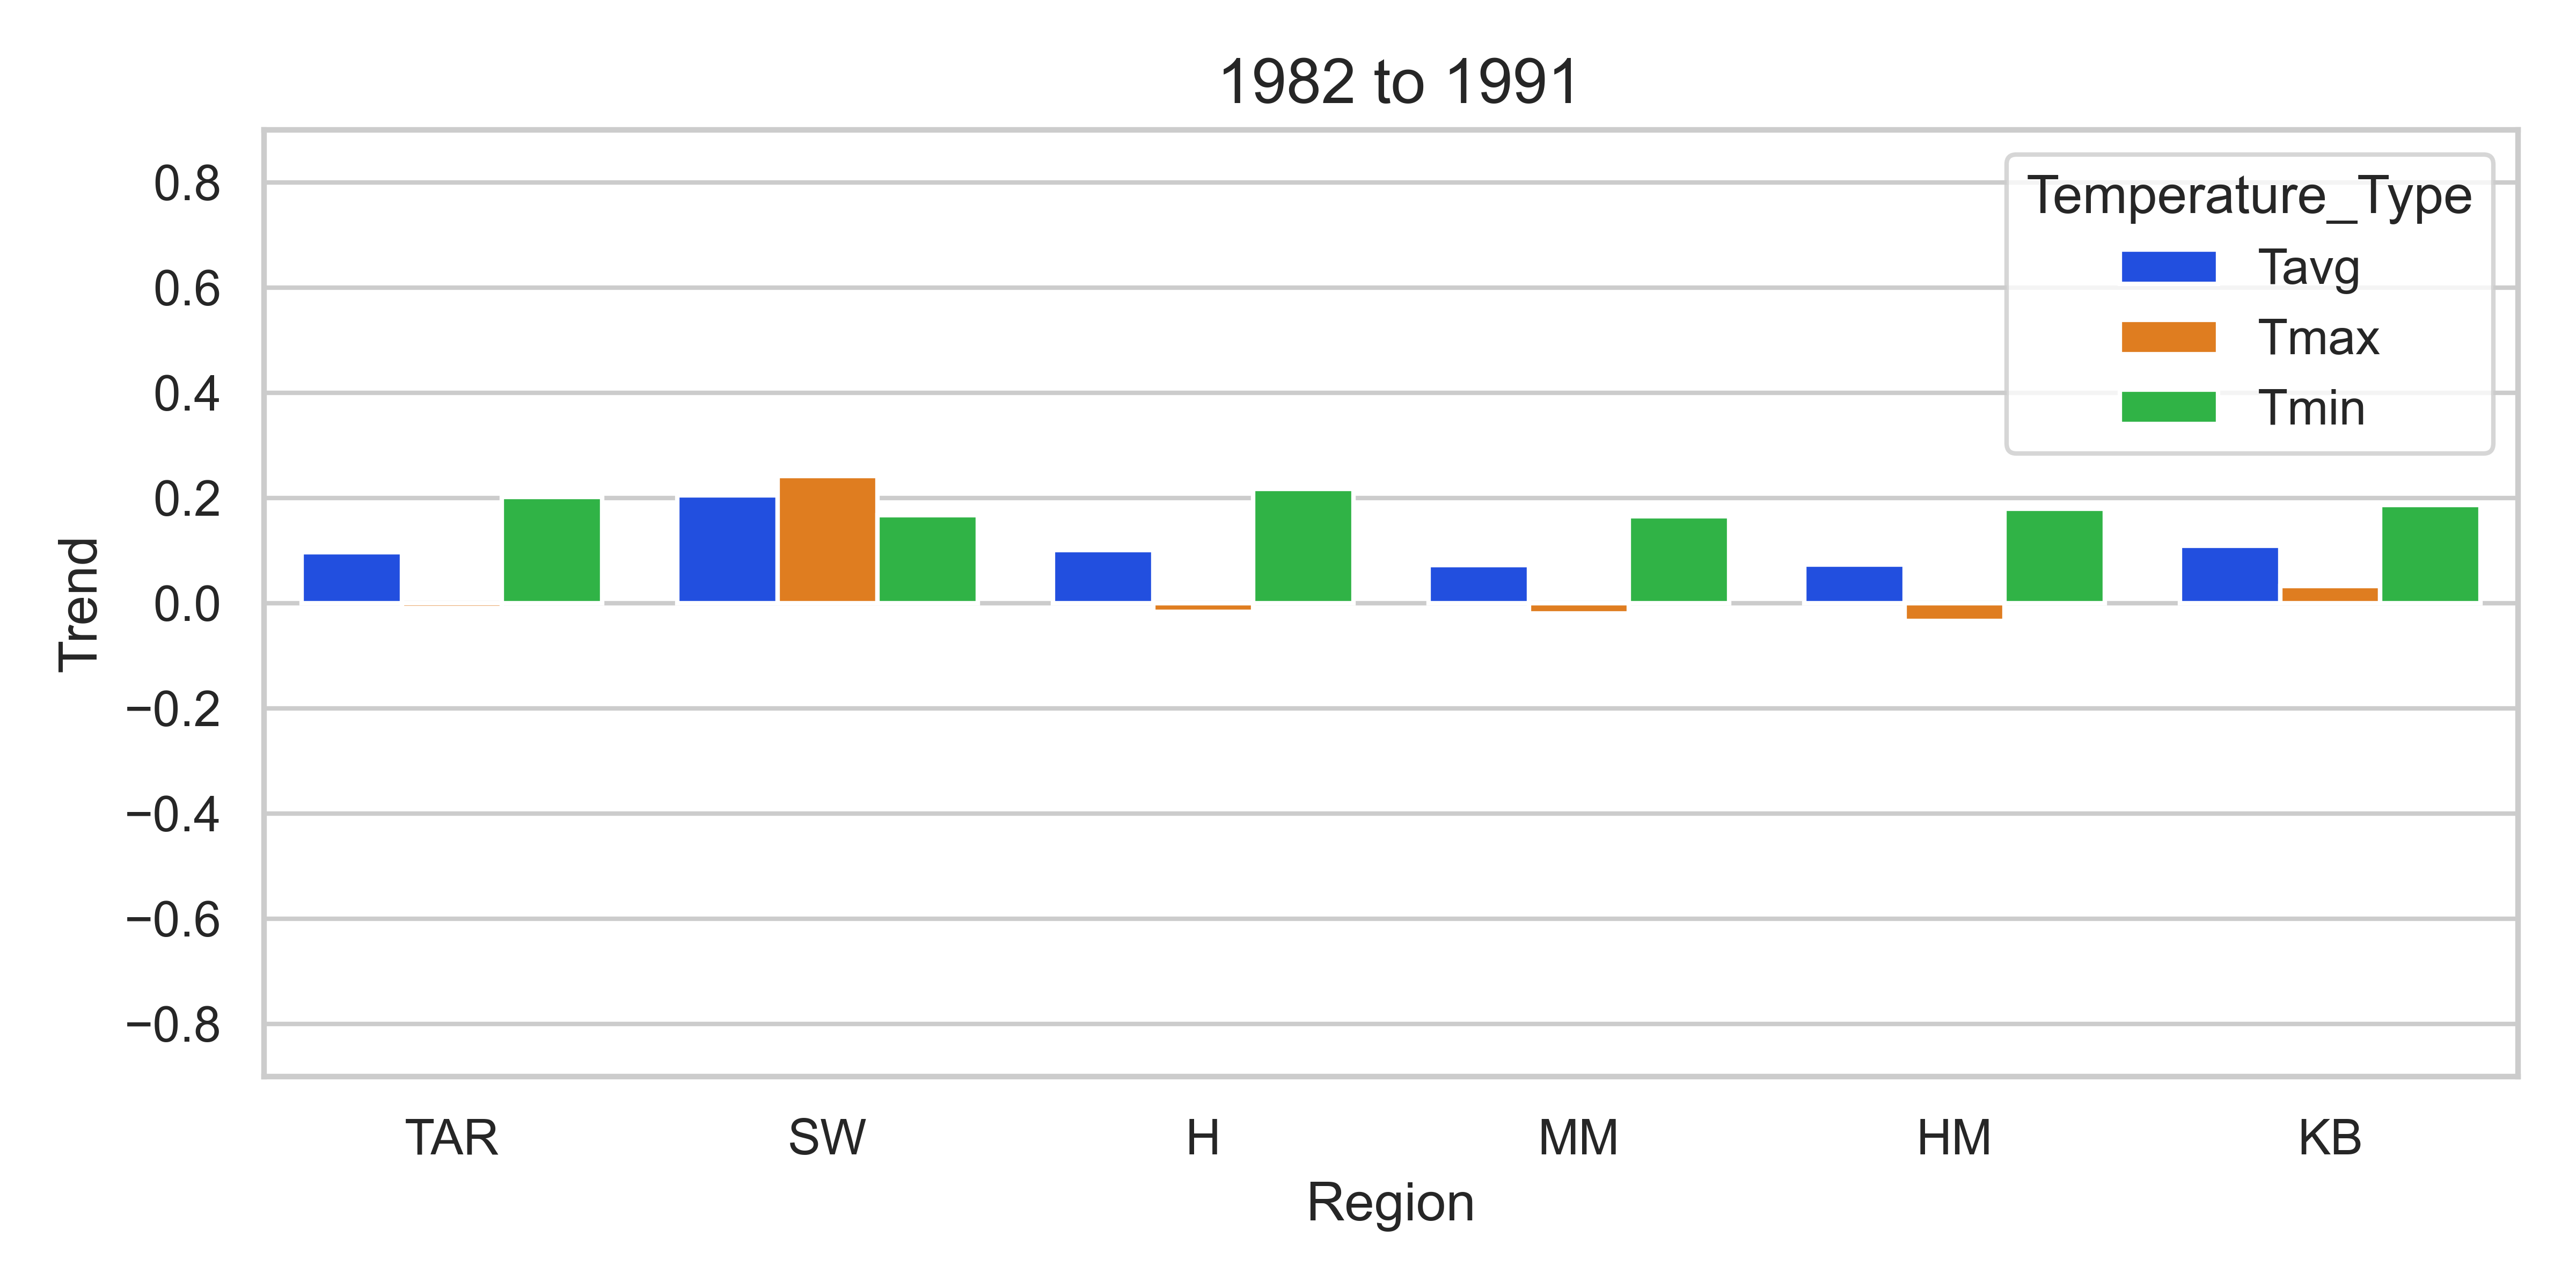 1982 to 1991
Temperature_Type
Tavg
Tmax
Tmin
Trend
0.8
0.6
0.4
0.2
0.0
−0.2
−0.4
−0.6
−0.8
TAR SW H MM HM KB
Region